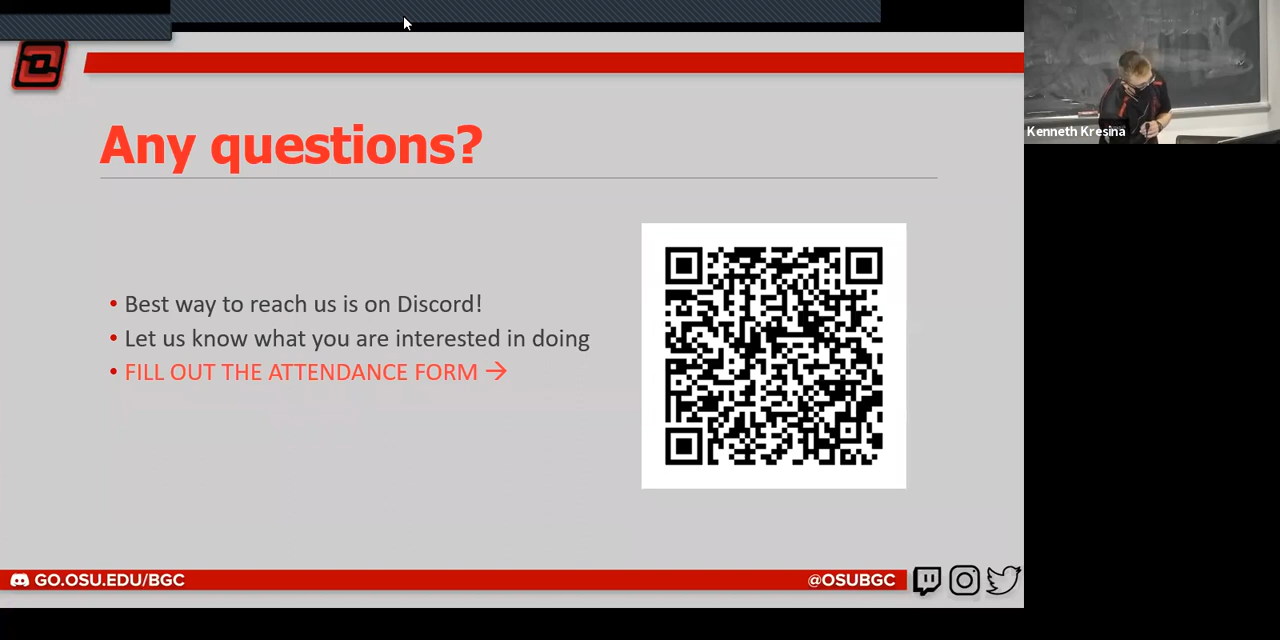 Any questions?
• Best way to reach us is on Discord!
• Let us know what you are interested in doing
• FILL OUT THE ATTENDANCE FORM →
GO.OSU.EDU/BGC
@OSUBGC
Kenneth Kresina